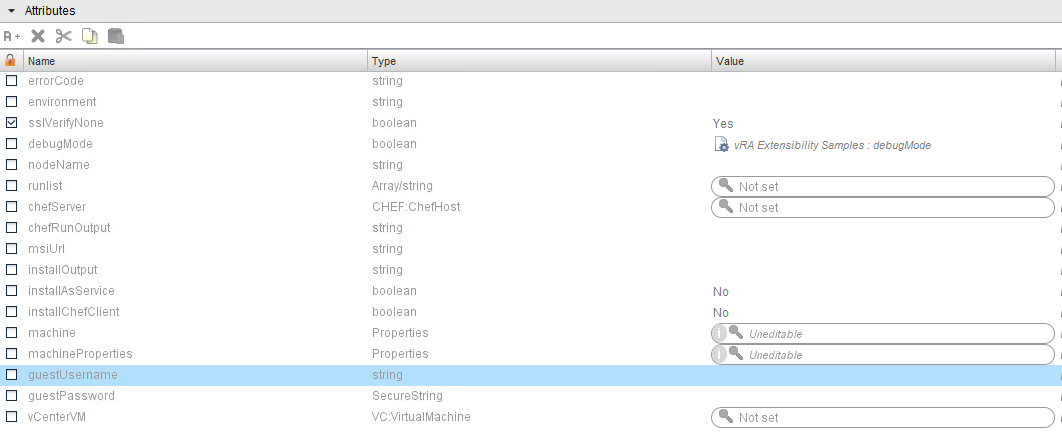 Attributes
A+
Name Type Value
errorCode string
environment string
sslVerifyNone boolean Yes
debugMode boolean vRA Extensibility Samples : debugMode
nodeName string
runlist Array/string Not set
chefServer CHEF:ChefHost Not set
chefRunOutput string
msiUrl string
installOutput string
installAsService boolean No
installChefClient boolean No
machine Properties i Uneditable
machineProperties Properties i Uneditable
guestUsername string
guestPassword SecureString
vCenterVM VC:VirtualMachine Not set